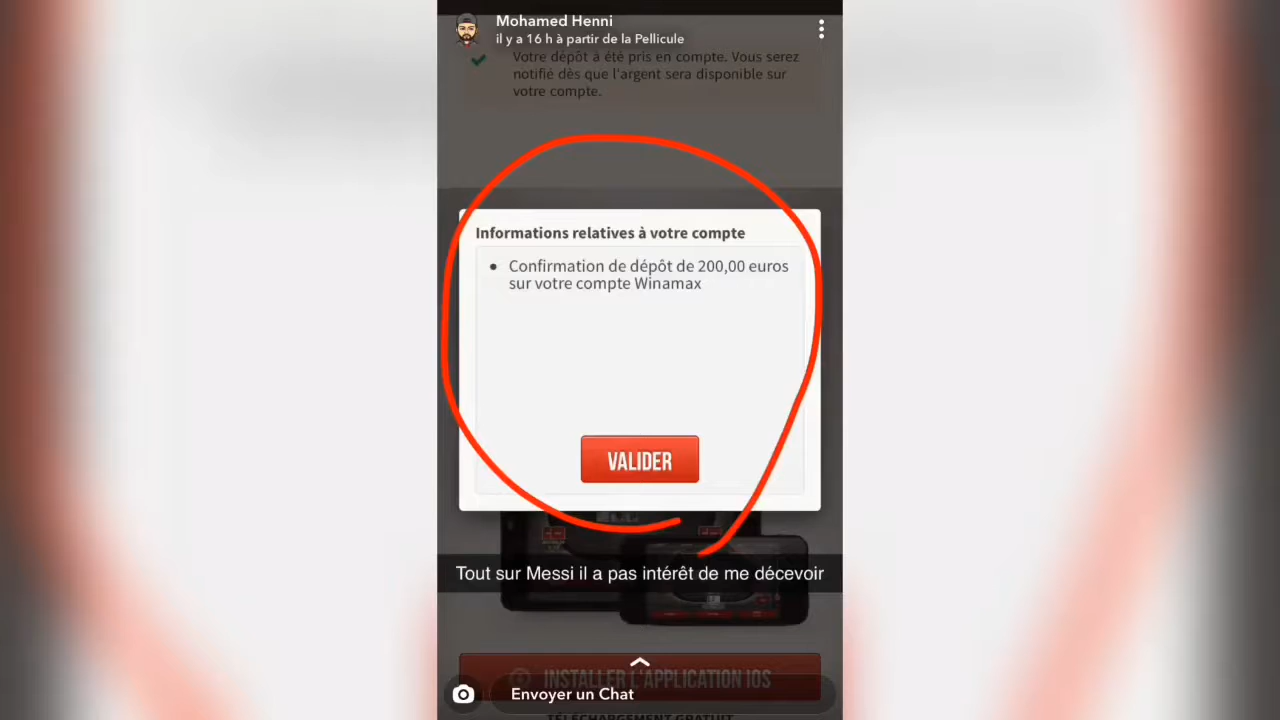 Mohamed Henni
il y a 16 h à partir de la Pellicule
Votre dépôt a été pris en compte. Vous serez
notifié dès que l'argent sera disponible sur
votre compte.
Informations relatives à votre compte
• Confirmation de dépôt de 200,00 euros
sur votre compte Winamax
VALIDER
Tout sur Messi il a pas intérêt de me décevoir
INSTALLER L'APPLICATION IOS
Envoyer un Chat
TÉLÉCHARGEMENT GRATUIT